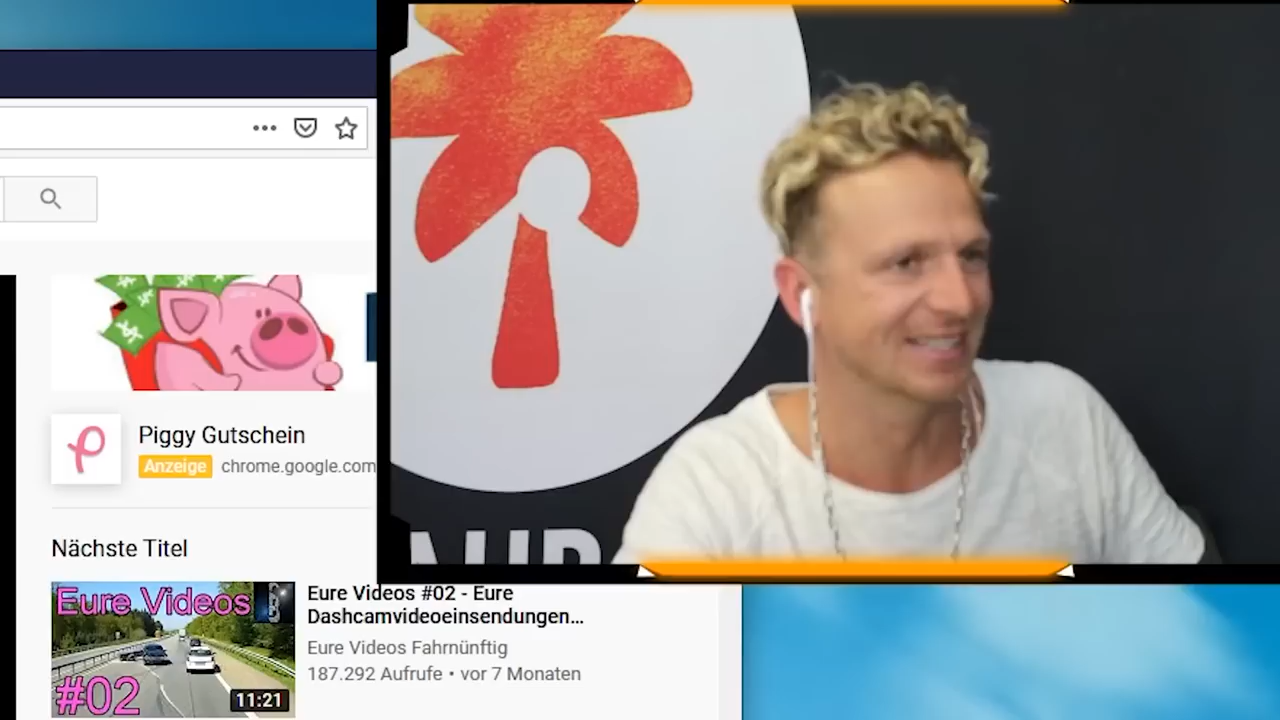 Piggy Gutschein
Anzeige chrome.google.com
Nächste Titel
Eure Videos
#02
11:21
Eure Videos #02 - Eure
Dashcamvideoeinsendungen...
Eure Videos Fahrnünftig
187.292 Aufrufe • vor 7 Monaten